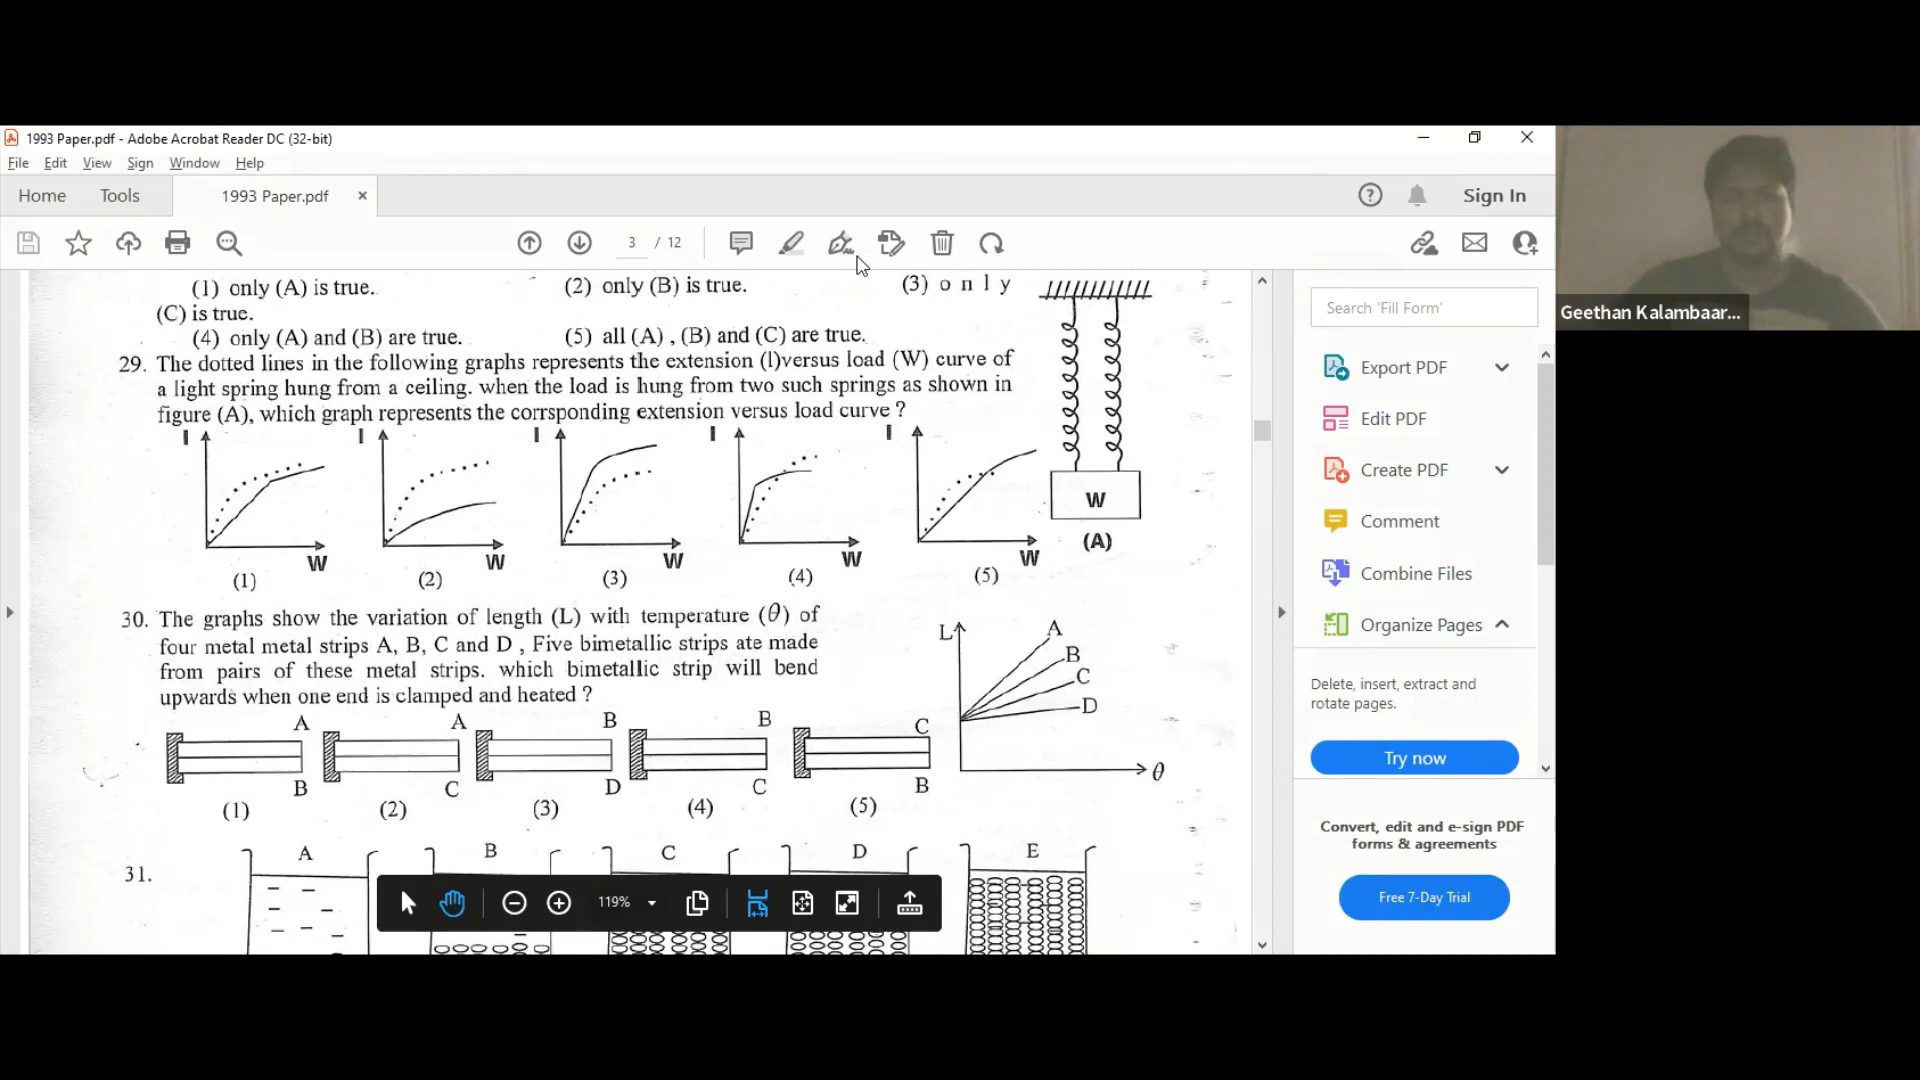 1993 Paper.pdf - Adobe Acrobat Reader DC (32-bit)
File Edit View Sign Window Help
Home Tools 1993 Paper.pdf × Sign In
3 / 12
(1) only (A) is true. (2) only (B) is true. (3) o n l y
(C) is true.
(4) only (A) and (B) are true. (5) all (A) , (B) and (C) are true.
29. The dotted lines in the following graphs represents the extension (l)versus load (W) curve of
a light spring hung from a ceiling. when the load is hung from two such springs as shown in
figure (A), which graph represents the corrsponding extension versus load curve ?
l l l l l
W
(A)
W W W W W
(1) (2) (3) (4) (5)
30. The graphs show the variation of length (L) with temperature (θ) of
four metal metal strips A, B, C and D , Five bimetallic strips ate made
from pairs of these metal strips. which bimetallic strip will bend
upwards when one end is clamped and heated ?
L A
B
C
D
θ
A A B B C
B C D C B
(1) (2) (3) (4) (5)
31. A B C D E
119%
Search 'Fill Form'
Export PDF
Edit PDF
Create PDF
Comment
Combine Files
Organize Pages
Delete, insert, extract and
rotate pages.
Try now
Convert, edit and e-sign PDF
forms & agreements
Free 7-Day Trial
Geethan Kalambaar...